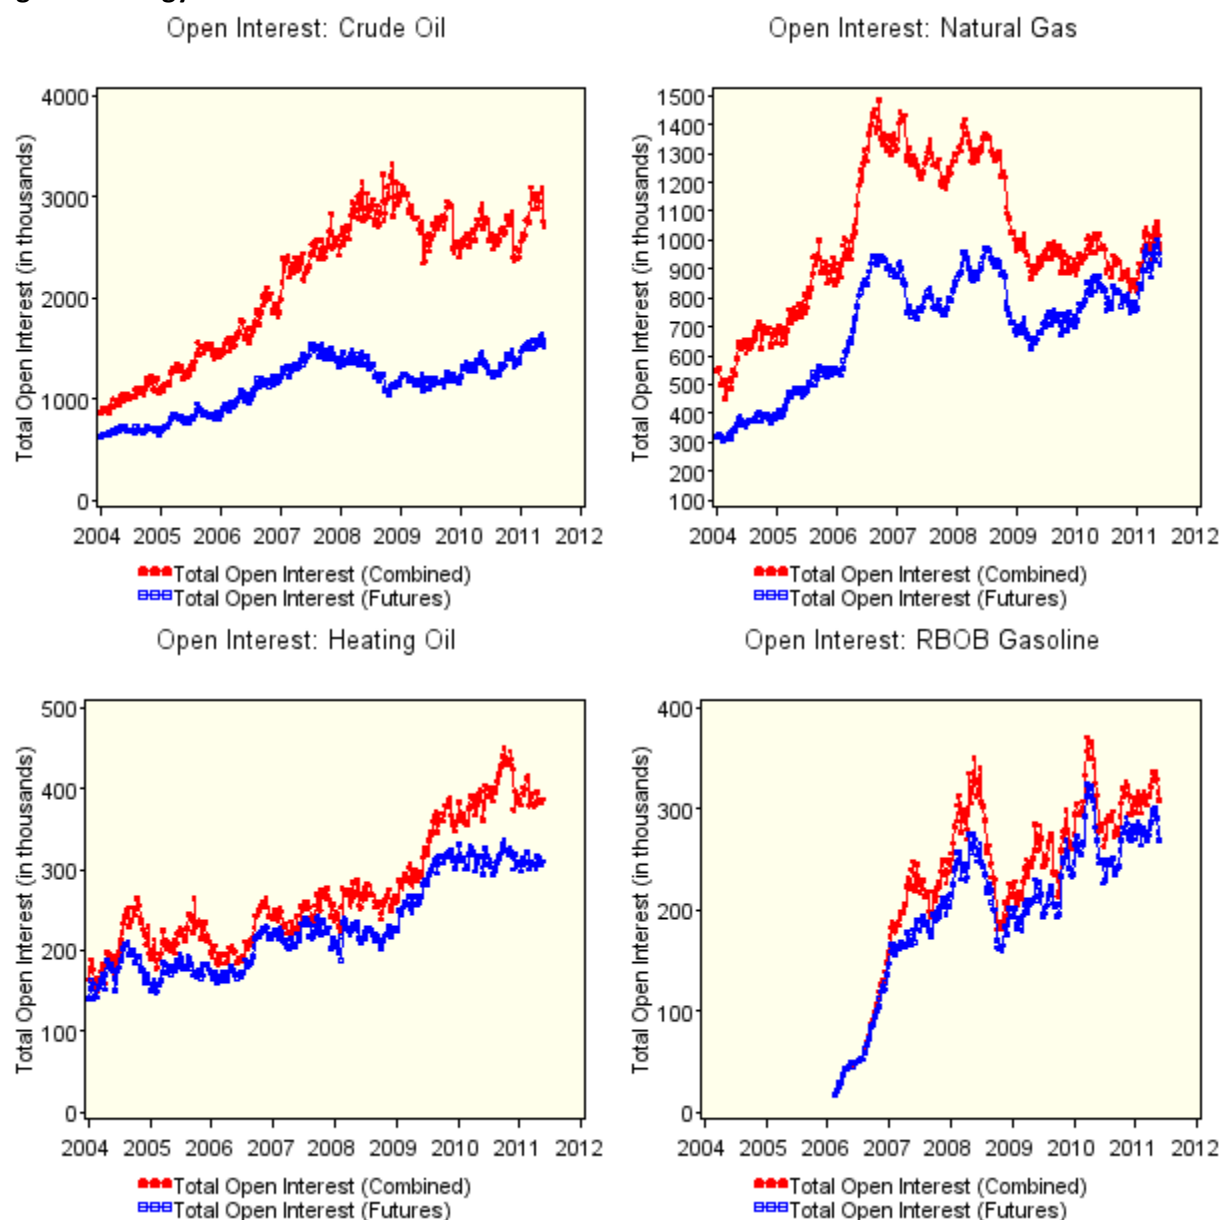 Open Interest: Crude Oil
Total Open Interest (in thousands)
4000
3000
2000
1000
0
2004 2005 2006 2007 2008 2009 2010 2011 2012
Total Open Interest (Combined)
Total Open Interest (Futures)
Open Interest: Natural Gas
Total Open Interest (in thousands)
1500
1400
1300
1200
1100
1000
900
800
700
600
500
400
300
200
100
2004 2005 2006 2007 2008 2009 2010 2011 2012
Total Open Interest (Combined)
Total Open Interest (Futures)
Open Interest: Heating Oil
Total Open Interest (in thousands)
500
400
300
200
100
0
2004 2005 2006 2007 2008 2009 2010 2011 2012
Total Open Interest (Combined)
Total Open Interest (Futures)
Open Interest: RBOB Gasoline
Total Open Interest (in thousands)
400
300
200
100
0
2004 2005 2006 2007 2008 2009 2010 2011 2012
Total Open Interest (Combined)
Total Open Interest (Futures)